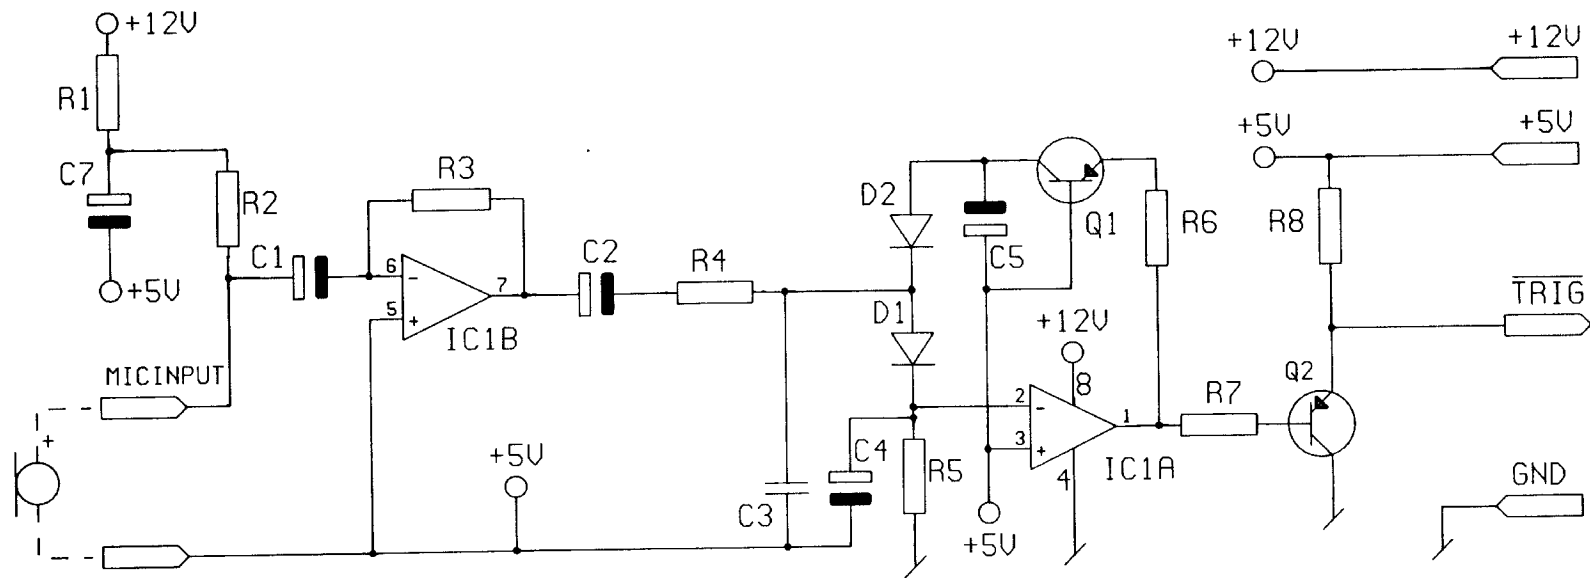 +12V
R1
C7
+5V
R2
C1
R3
6
-
5
+
7
IC1B
C2
R4
MICINPUT
+
+5V
C3
C4
D2
D1
C5
R5
Q1
+12V
8
2
-
3
+
1
4
IC1A
+5V
R6
R7
Q2
R8
+12V
+12V
+5V
+5V
TRIG
GND